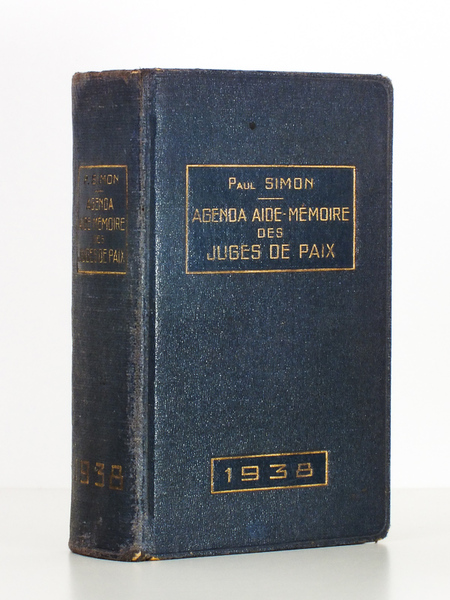 P. SIMON
AGENDA
AIDE-MÉMOIRE
DES
JUGES DE PAIX
1938
PAUL SIMON
AGENDA AIDE-MÉMOIRE
DES
JUGES DE PAIX
1938